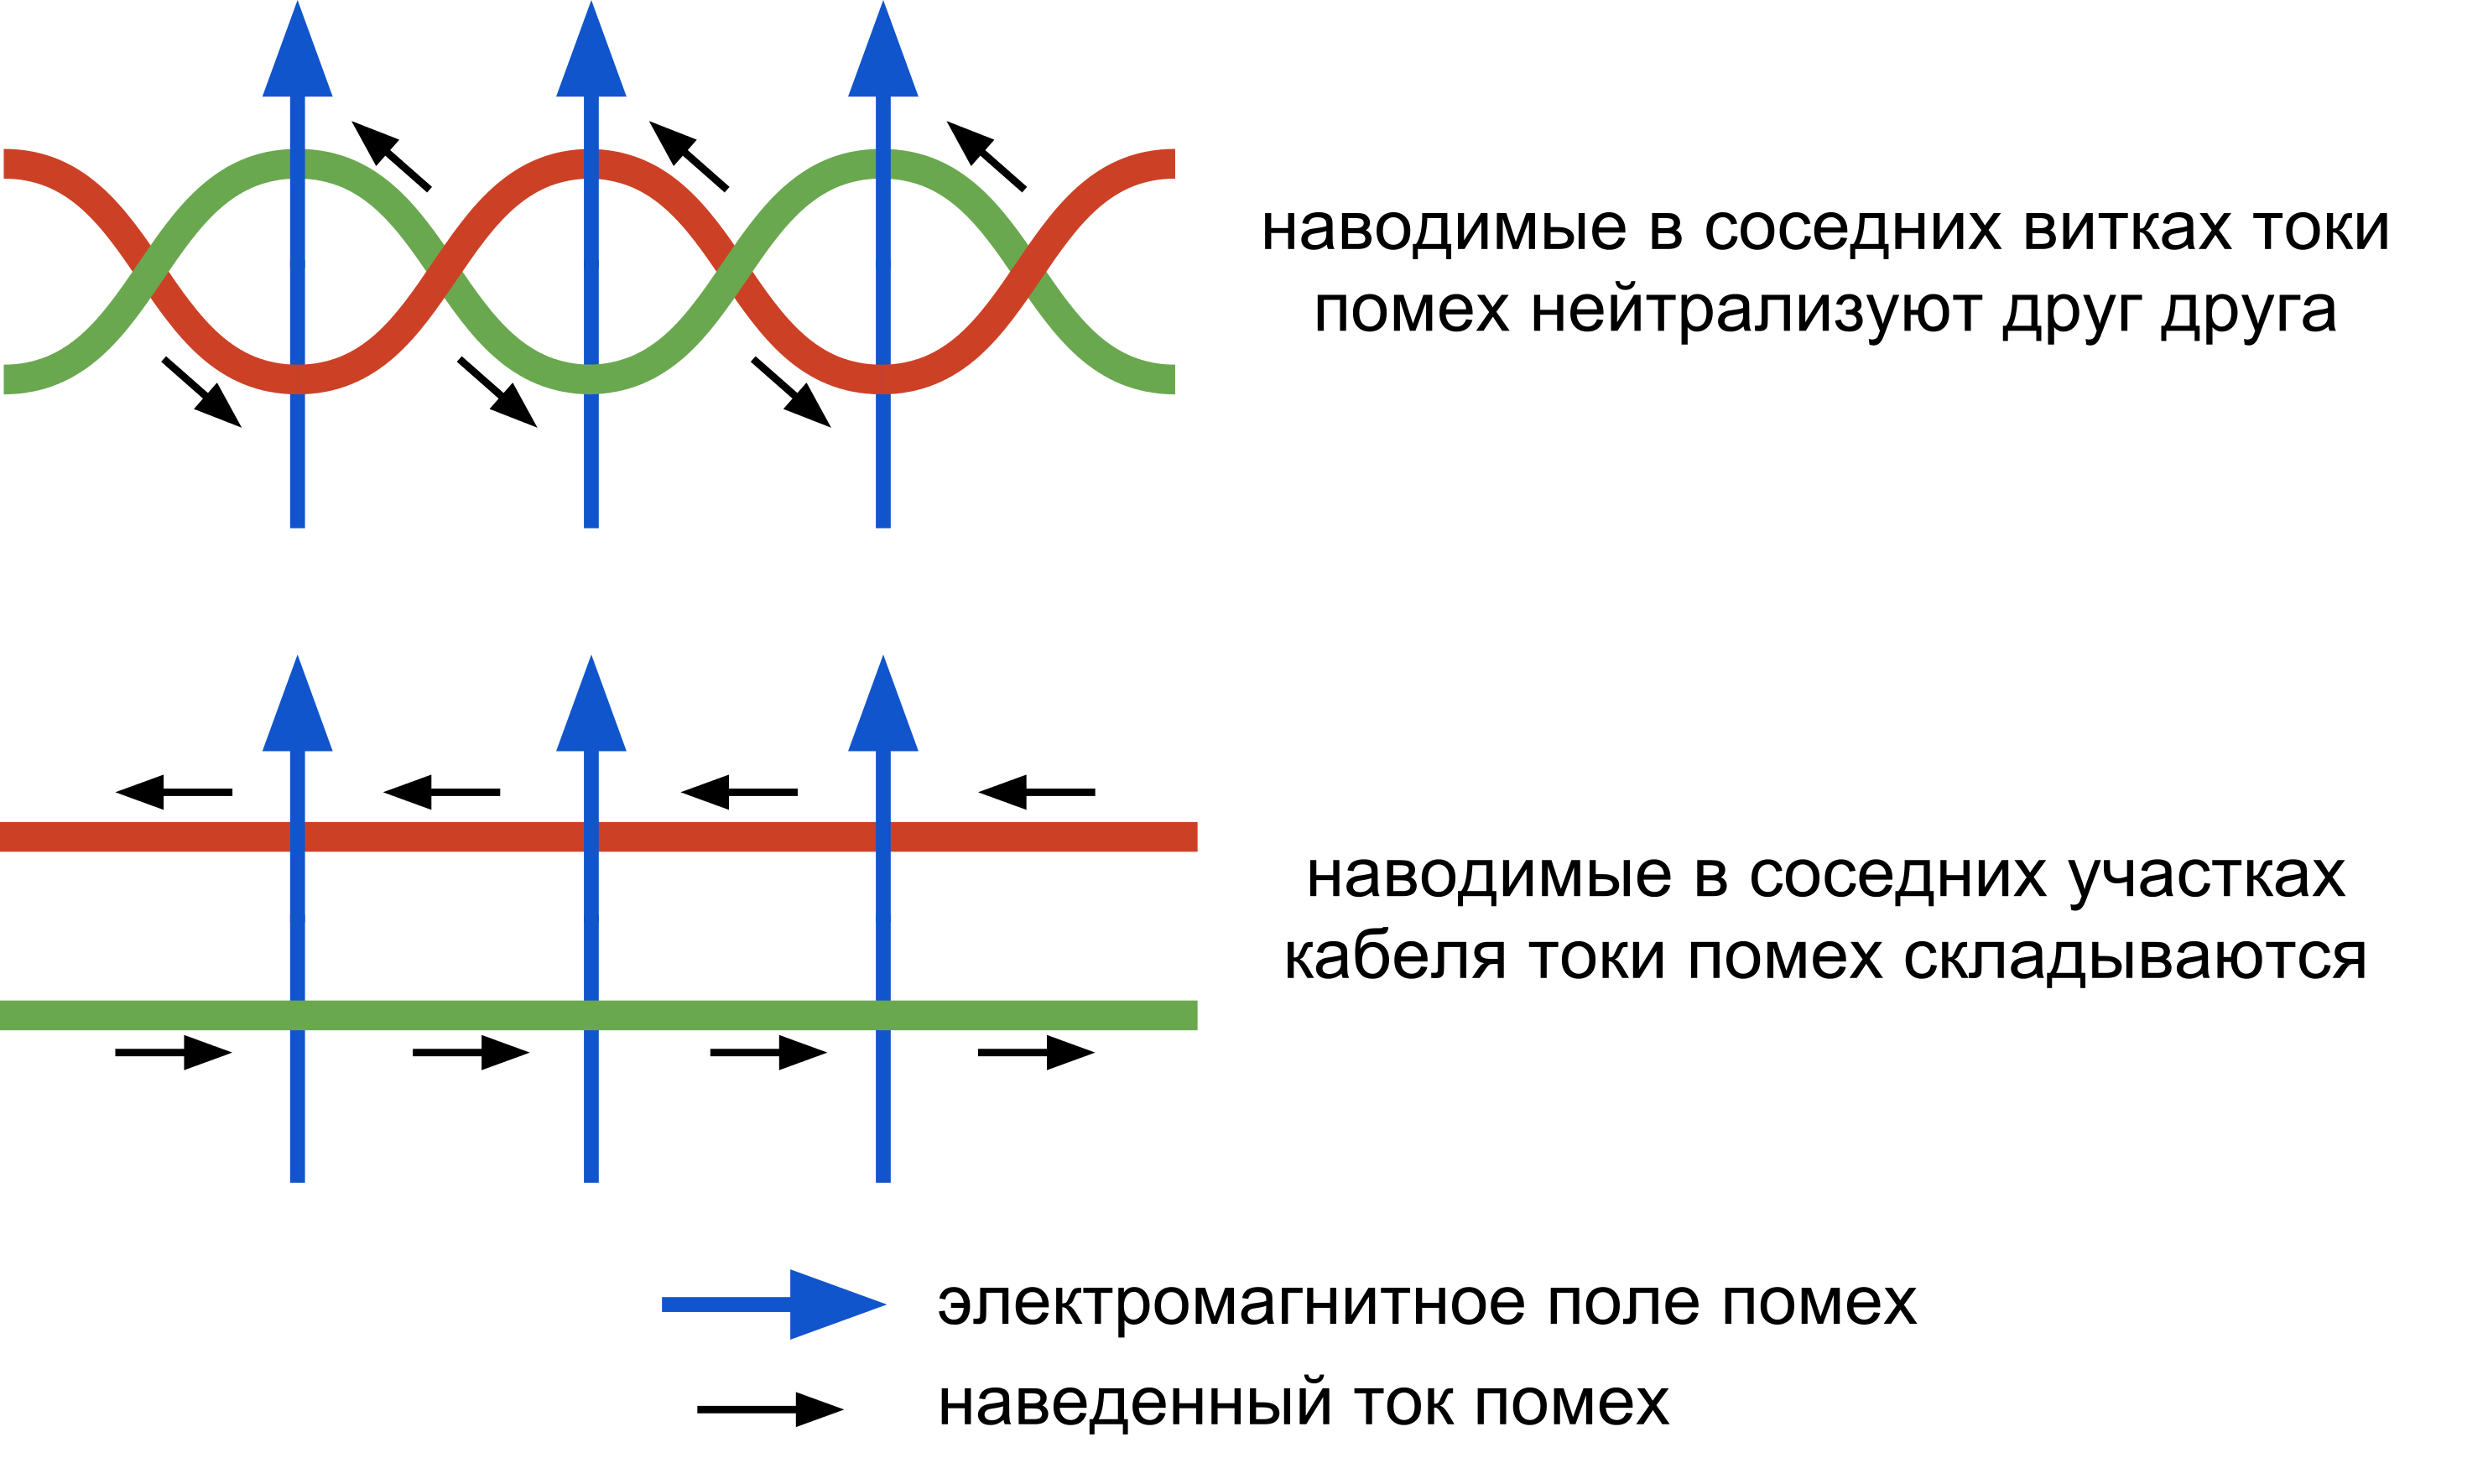 наводимые в соседних витках токи
помех нейтрализуют друг друга
наводимые в соседних участках
кабеля токи помех складываются
электромагнитное поле помех
наведенный ток помех